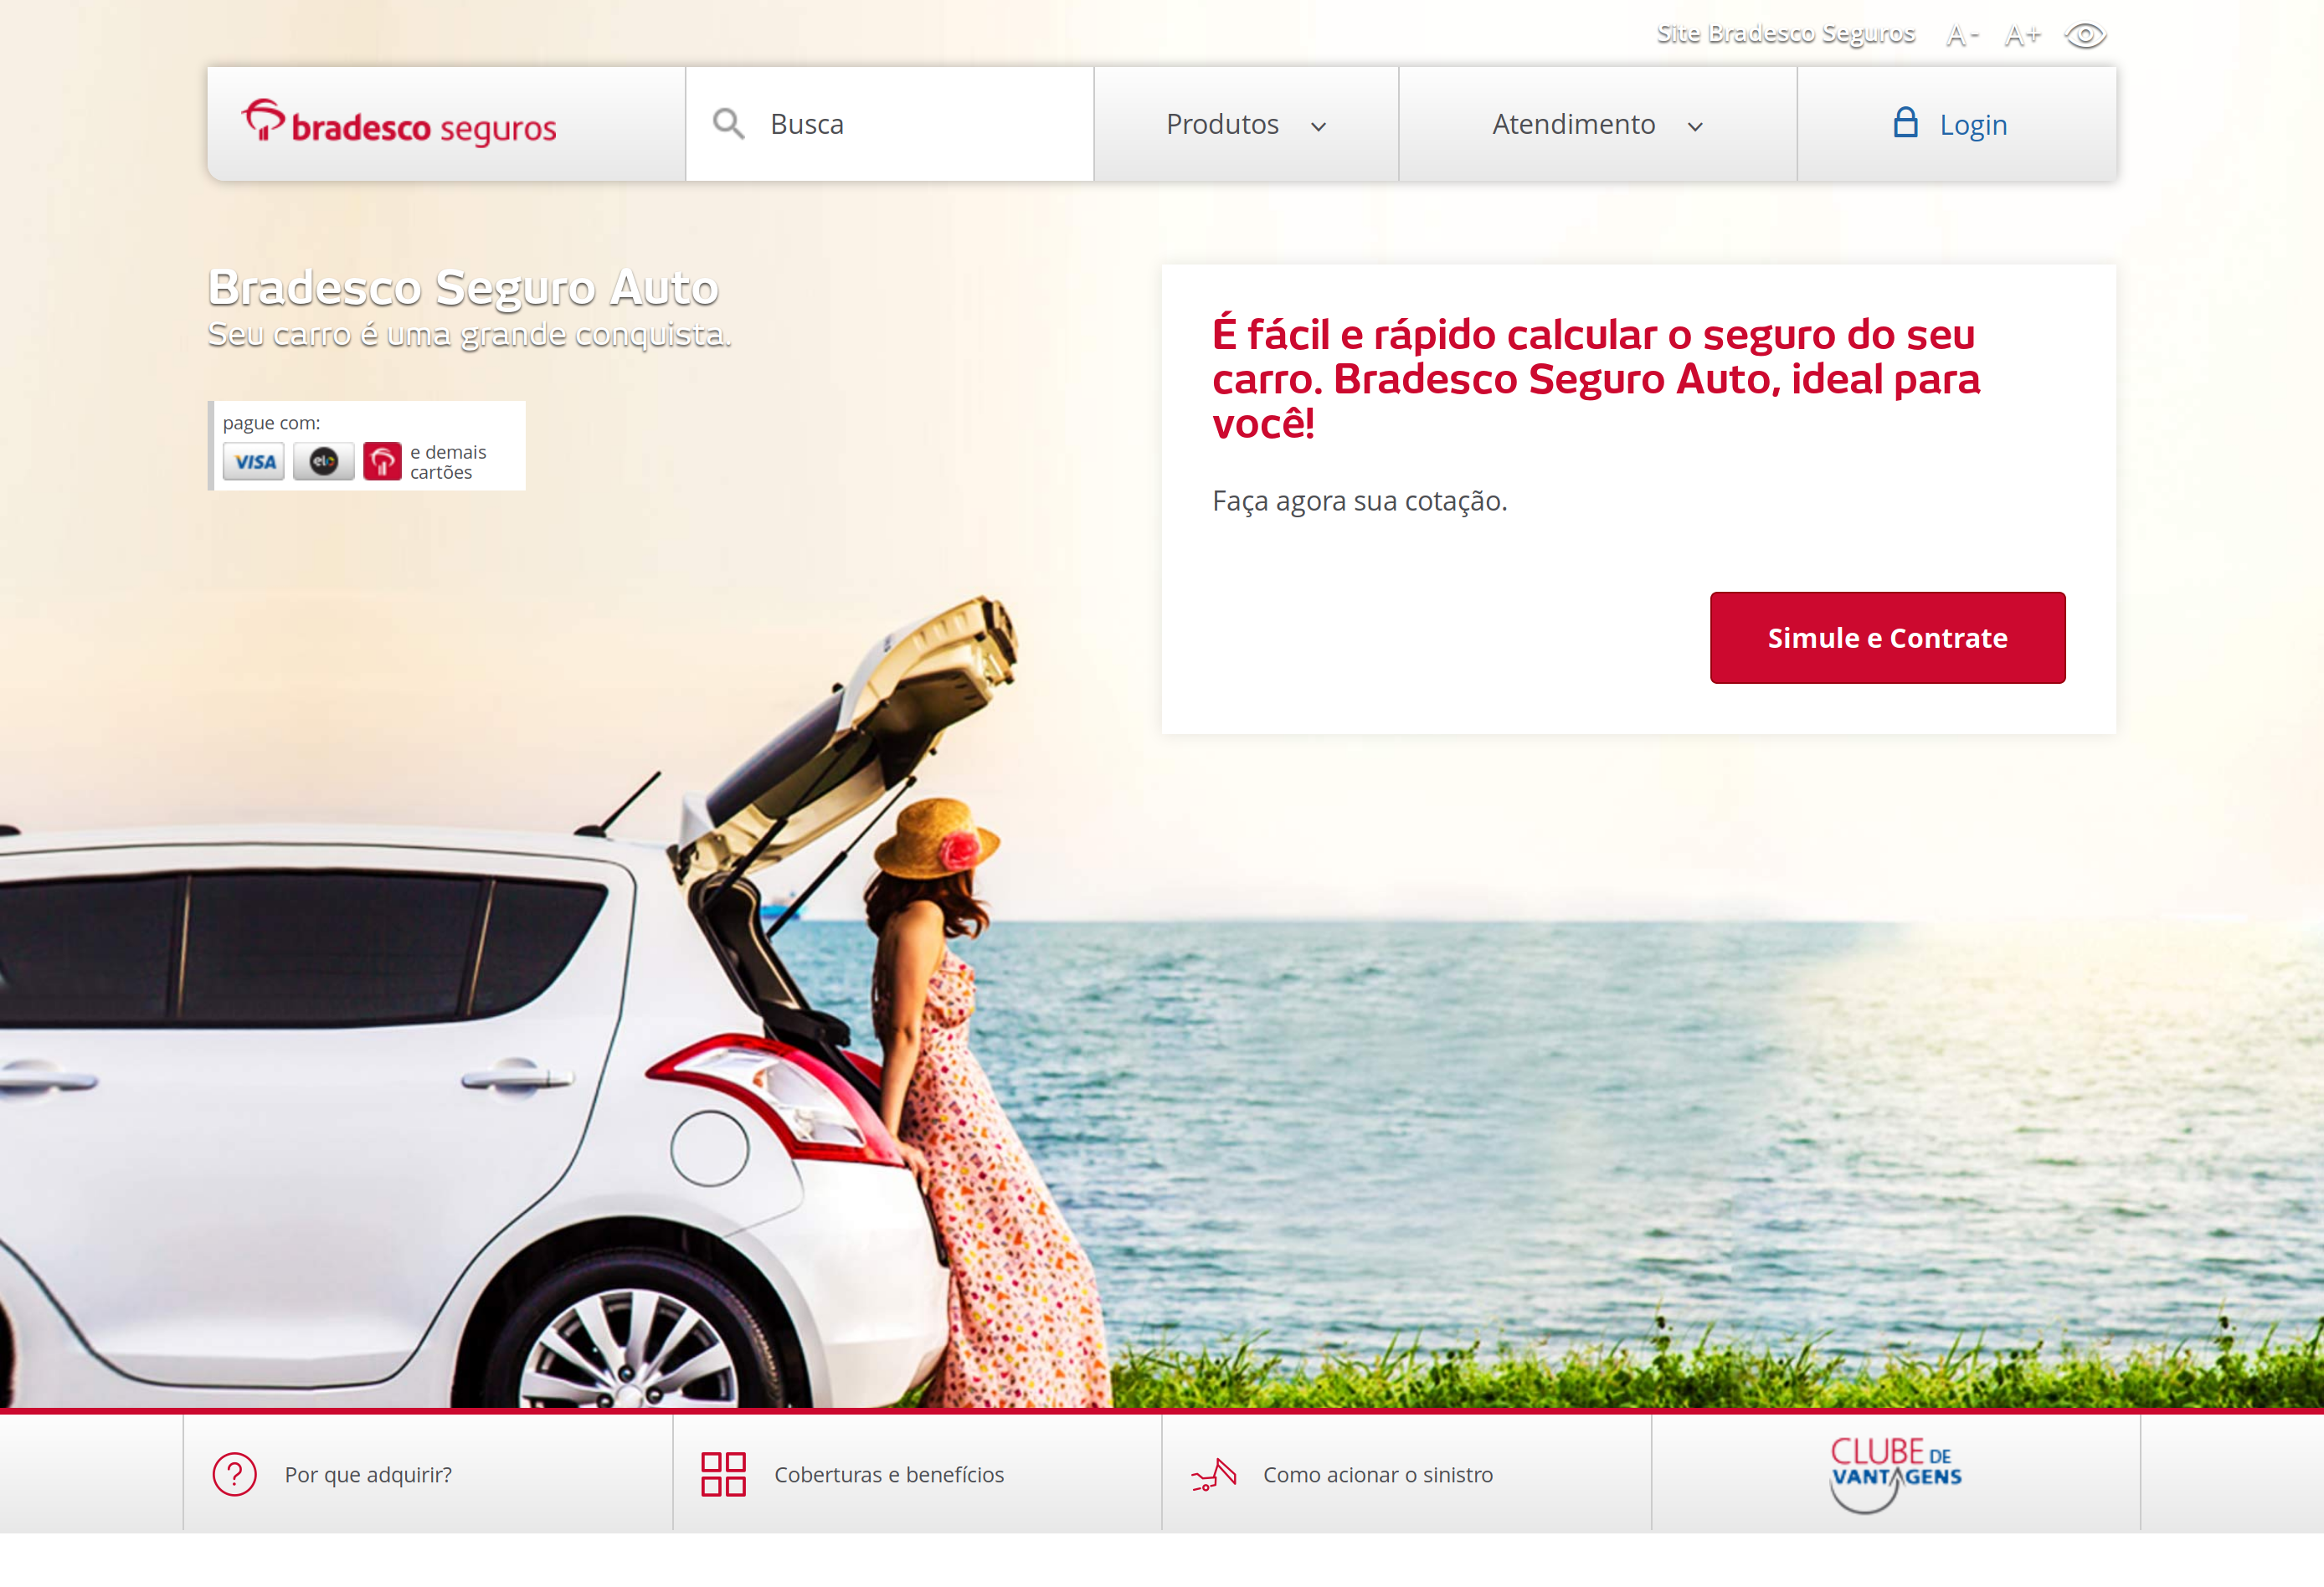 Site Bradesco Seguros A- A+
bradesco seguros
Busca
Produtos
Atendimento
Login
Bradesco Seguro Auto
Seu carro é uma grande conquista.
pague com:
VISA
elo
e demais
cartões
É fácil e rápido calcular o seguro do seu
carro. Bradesco Seguro Auto, ideal para
você!
Faça agora sua cotação.
Simule e Contrate
Por que adquirir?
Coberturas e benefícios
Como acionar o sinistro
CLUBE DE
VANTAGENS